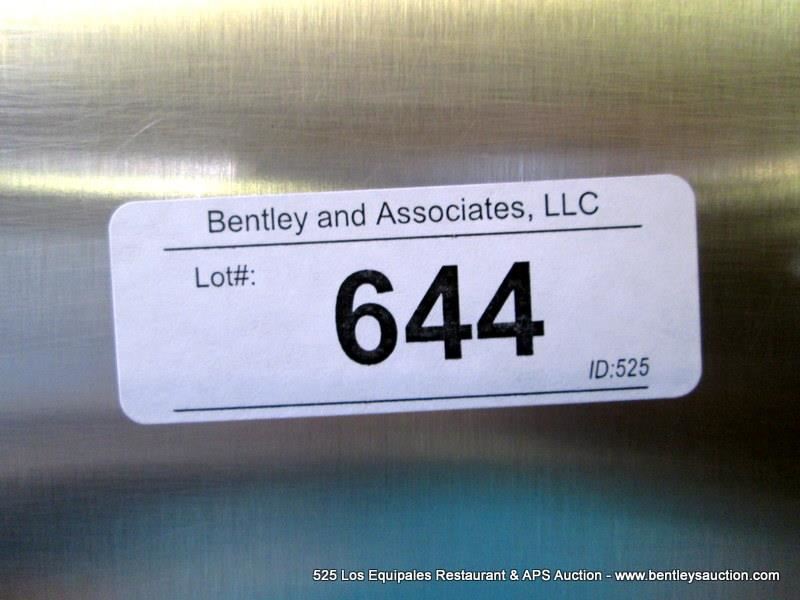 Bentley and Associates, LLC
Lot#:
644
ID:525
525 Los Equipales Restaurant & APS Auction - www.bentleysauction.com